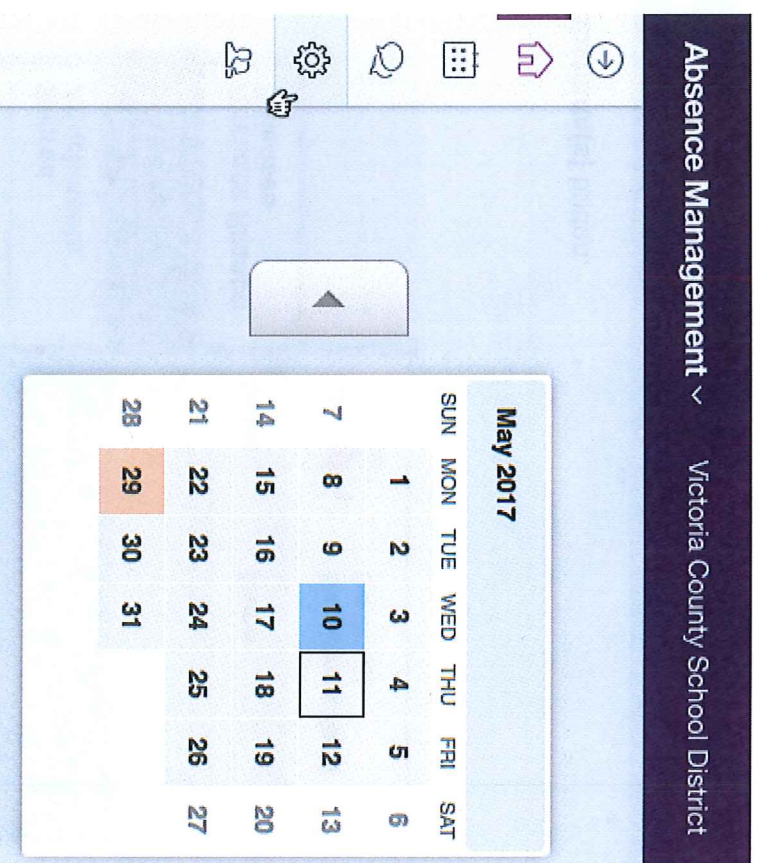 Absence Management Victoria County School District
May 2017
SUN MON TUE WED THU FRI SAT
1 2 3 4 5 6
7 8 9 10 11 12 13
14 15 16 17 18 19 20
21 22 23 24 25 26 27
28 29 30 31